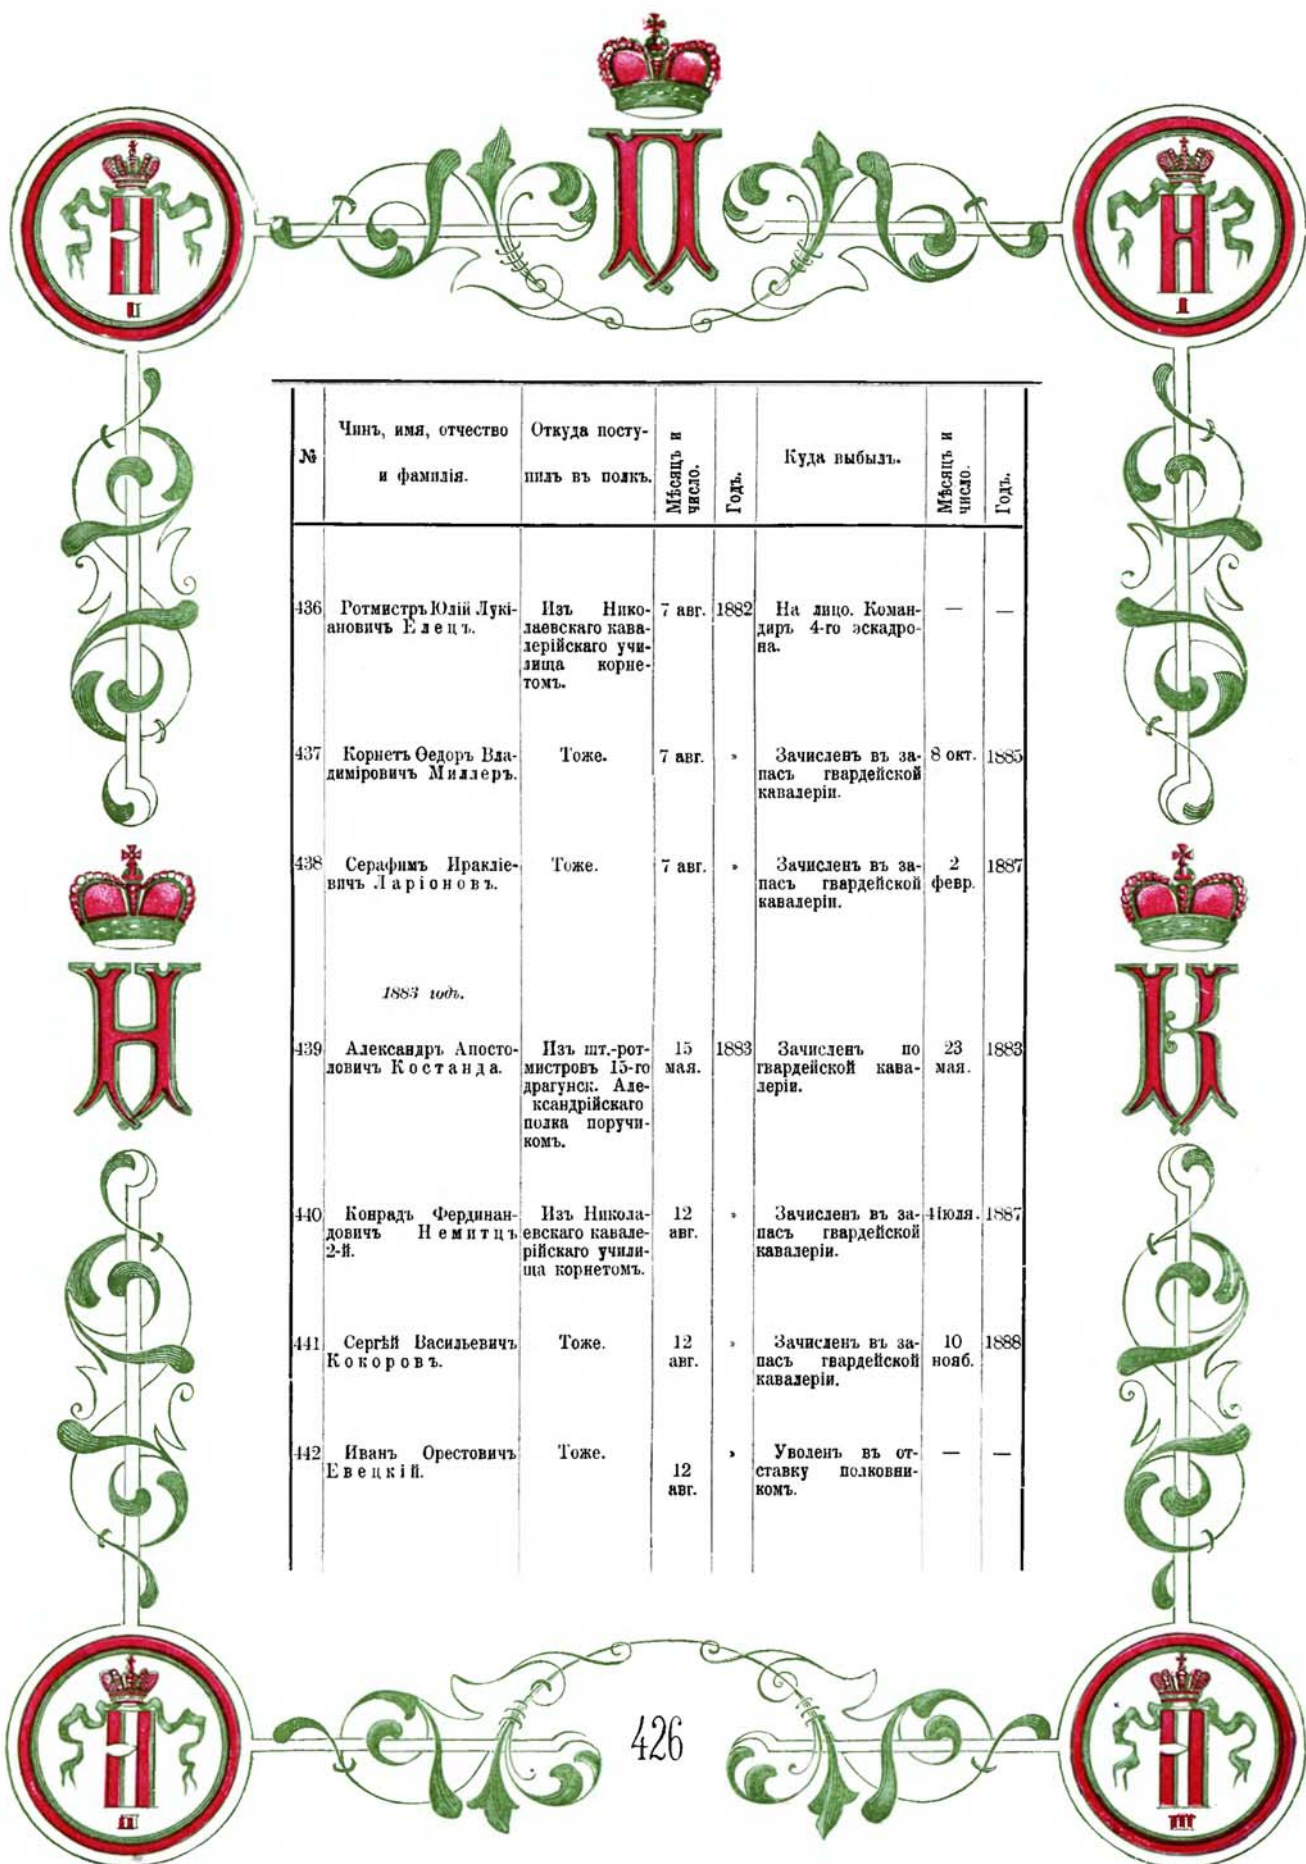 П
II
I
№
Чинъ, имя, отчество
и фамилія.
Откуда посту-
пилъ въ полкъ.
Мѣсяцъ и
число.
Годъ.
Куда выбылъ.
Мѣсяцъ и
число.
Годъ.
436
Ротмистръ Юлій Лукі-
ановичъ Елецъ.
Изъ Нико-
лаевскаго кава-
лерійскаго учи-
лища корне-
томъ.
7 авг.
1882
На лицо. Коман-
диръ 4-го эскадро-
на.
—
—
437
Корнетъ Ѳедоръ Вла-
диміровичъ Миллеръ.
Тоже.
7 авг.
»
Зачисленъ въ за-
пасъ гвардейской
кавалеріи.
8 окт.
1885
438
Серафимъ Иракліе-
вичъ Ларіоновъ.
Тоже.
7 авг.
»
Зачисленъ въ за-
пасъ гвардейской
кавалеріи.
2
февр.
1887
Н
К
1883 годъ.
439
Александръ Апосто-
ловичъ Костанда.
Изъ шт.-рот-
мистровъ 15-го
драгунск. Але-
ксандрійскаго
полка поручи-
комъ.
15
мая.
1883
Зачисленъ по
гвардейской кава-
леріи.
23
мая.
1883
440
Конрадъ Фердинан-
довичъ Немитцъ
2-й.
Изъ Никола-
евскаго кавале-
рійскаго учили-
ща корнетомъ.
12
авг.
»
Зачисленъ въ за-
пасъ гвардейской
кавалеріи.
4 Іюля.
1887
441
Сергѣй Васильевичъ
Кокоровъ.
Тоже.
12
авг.
»
Зачисленъ въ за-
пасъ гвардейской
кавалеріи.
10
нояб.
1888
442
Иванъ Орестовичъ
Евецкій.
Тоже.
12
авг.
»
Уволенъ въ от-
ставку полковни-
комъ.
—
—
426
III